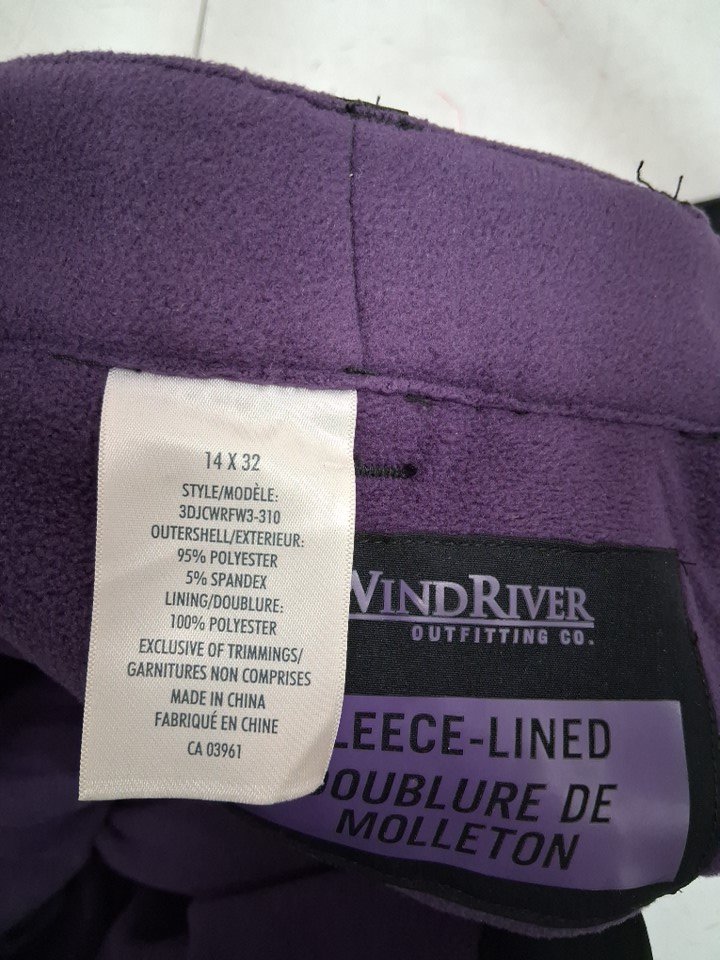 14 X 32
STYLE/MODÈLE:
3DJCWRFW3-310
OUTERSHELL/EXTERIEUR:
95% POLYESTER
5% SPANDEX
LINING/DOUBLURE:
100% POLYESTER
EXCLUSIVE OF TRIMMINGS/
GARNITURES NON COMPRISES
MADE IN CHINA
FABRIQUÉ EN CHINE
CA 03961
WINDRIVER
OUTFITTING CO.
LEECE-LINED
OUBLURE DE
MOLLETON